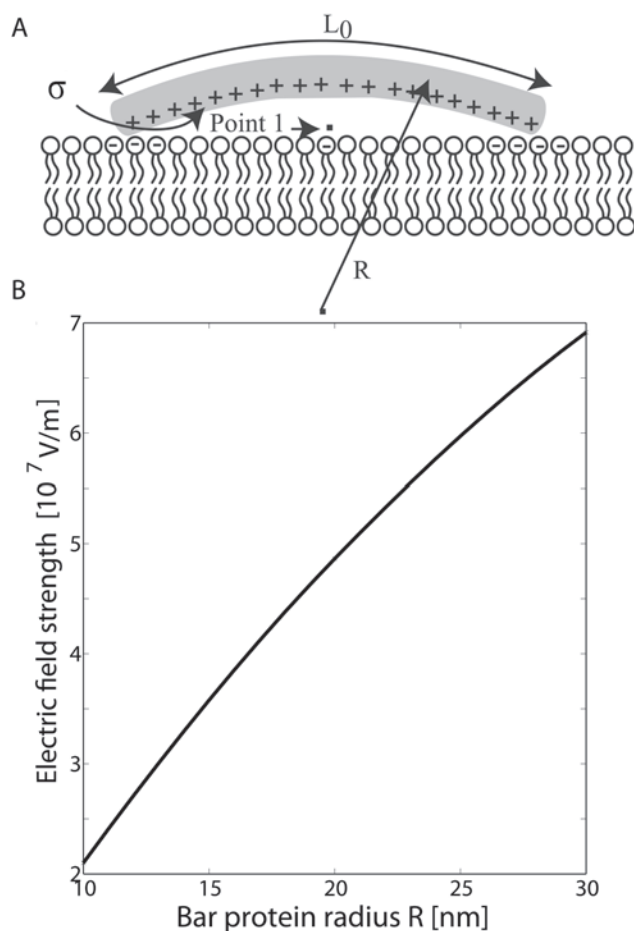 A
L0
σ
+ + + + + + + + + + + + + + + + + + + +
Point 1
- - - - - - - -
R
B
7
6
5
4
3
2
Electric field strength [10 7 V/m]
10 15 20 25 30
Bar protein radius R [nm]